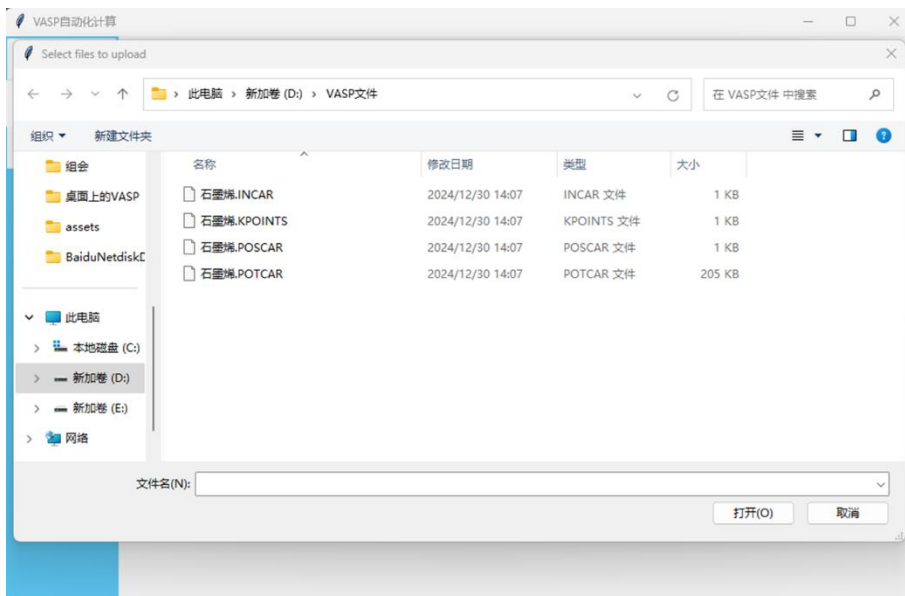 VASP自动化计算
Select files to upload
此电脑 › 新加卷 (D:) › VASP文件
在 VASP文件 中搜索
组织 新建文件夹
组会
桌面上的VASP
assets
BaiduNetdiskD
此电脑
本地磁盘 (C:)
新加卷 (D:)
新加卷 (E:)
网络
名称 修改日期 类型 大小
石墨烯.INCAR 2024/12/30 14:07 INCAR 文件 1 KB
石墨烯.KPOINTS 2024/12/30 14:07 KPOINTS 文件 1 KB
石墨烯.POSCAR 2024/12/30 14:07 POSCAR 文件 1 KB
石墨烯.POTCAR 2024/12/30 14:07 POTCAR 文件 205 KB
文件名(N):
打开(O) 取消